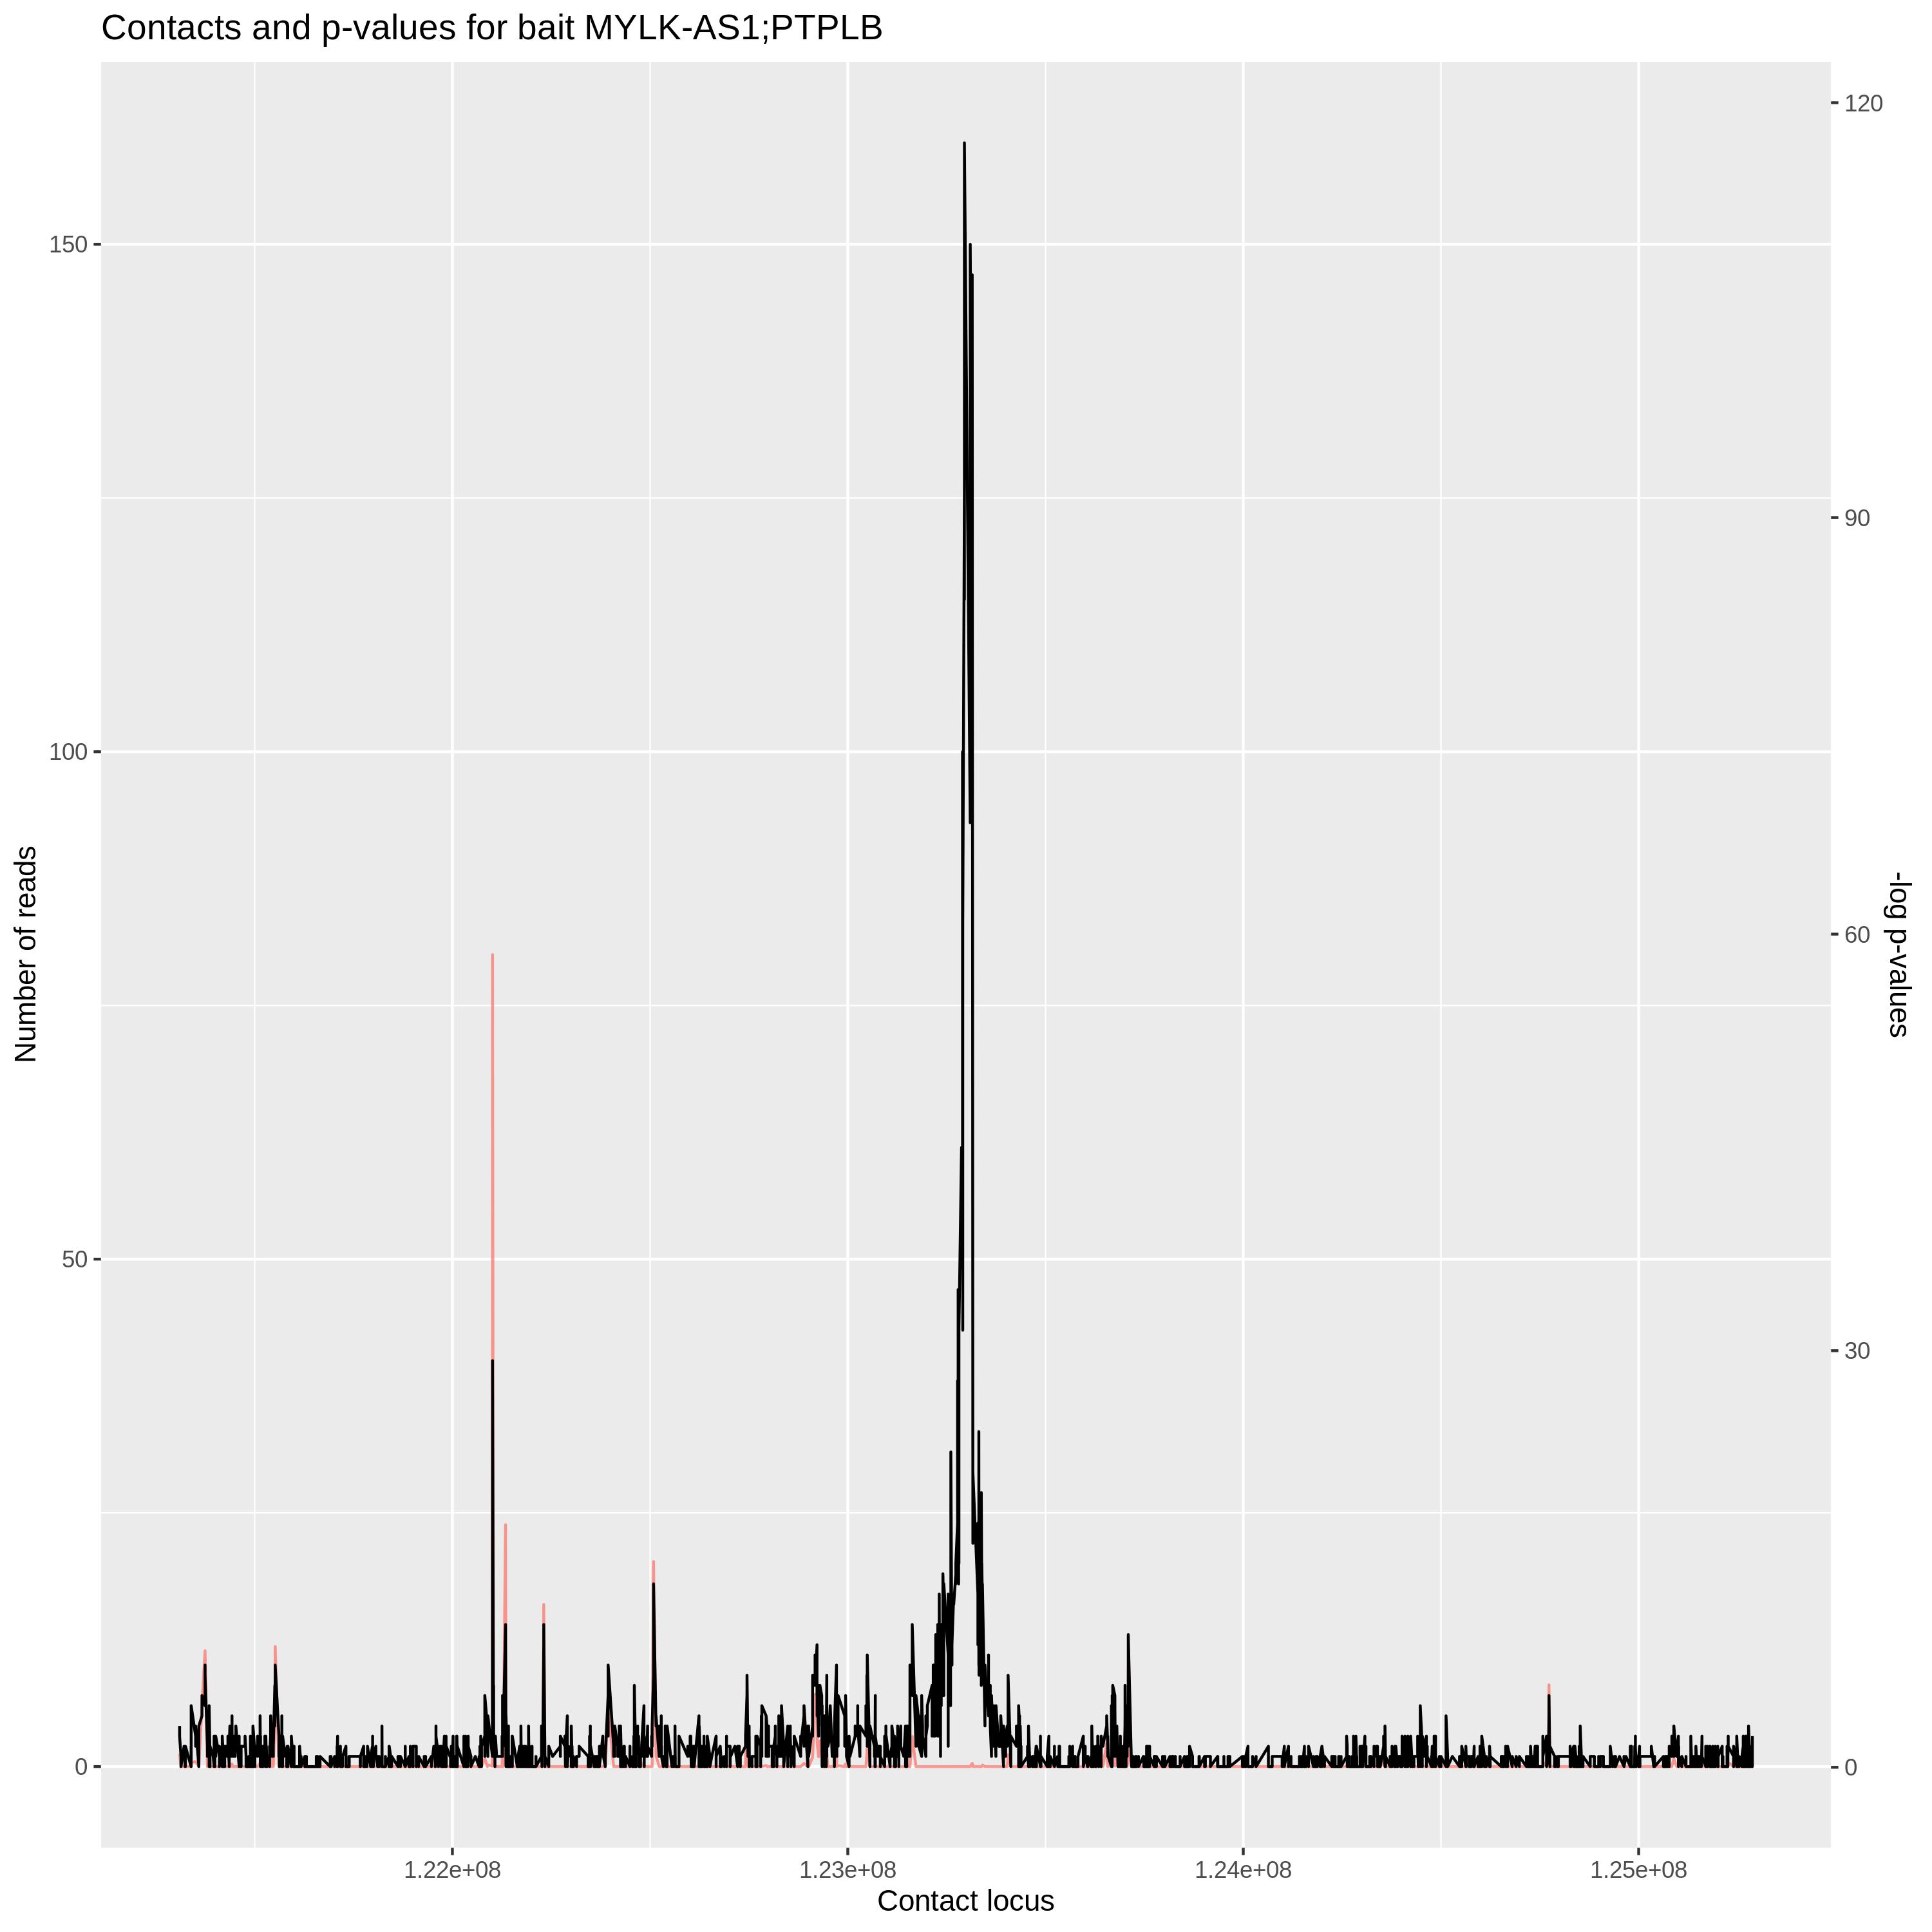 Contacts and p-values for bait MYLK-AS1;PTPLB
120
150
90
100
60
50
30
0
0
Number of reads
-log p-values
1.22e+08 1.23e+08 1.24e+08 1.25e+08
Contact locus